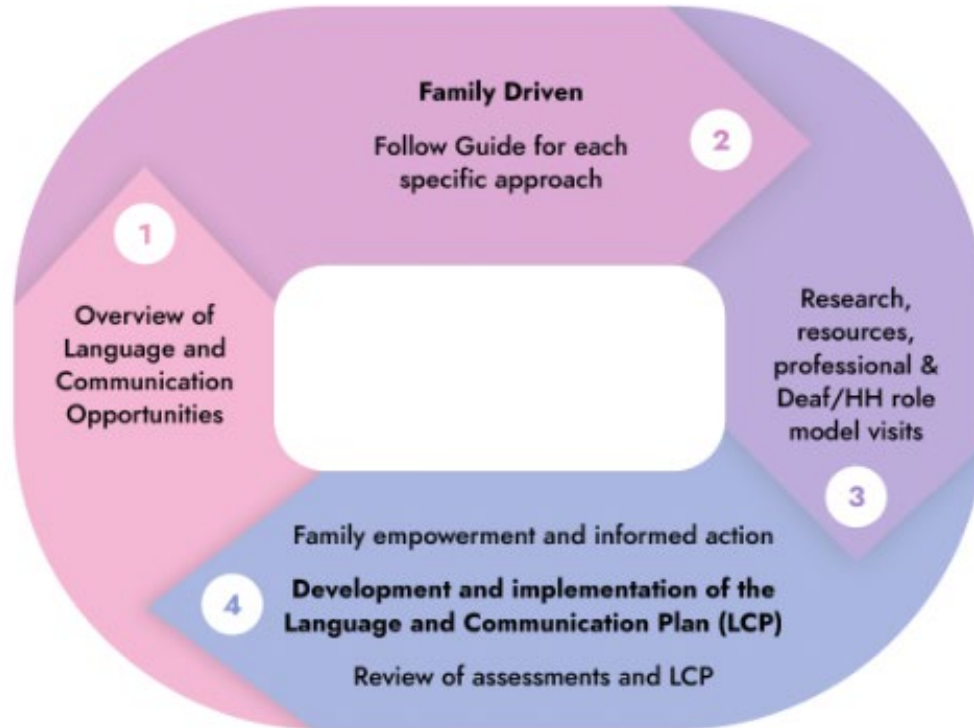 1
Overview of
Language and
Communication
Opportunities
Family Driven
Follow Guide for each
specific approach
2
Research,
resources,
professional &
Deaf/HH role
model visits
3
Family empowerment and informed action
4
Development and implementation of the
Language and Communication Plan (LCP)
Review of assessments and LCP